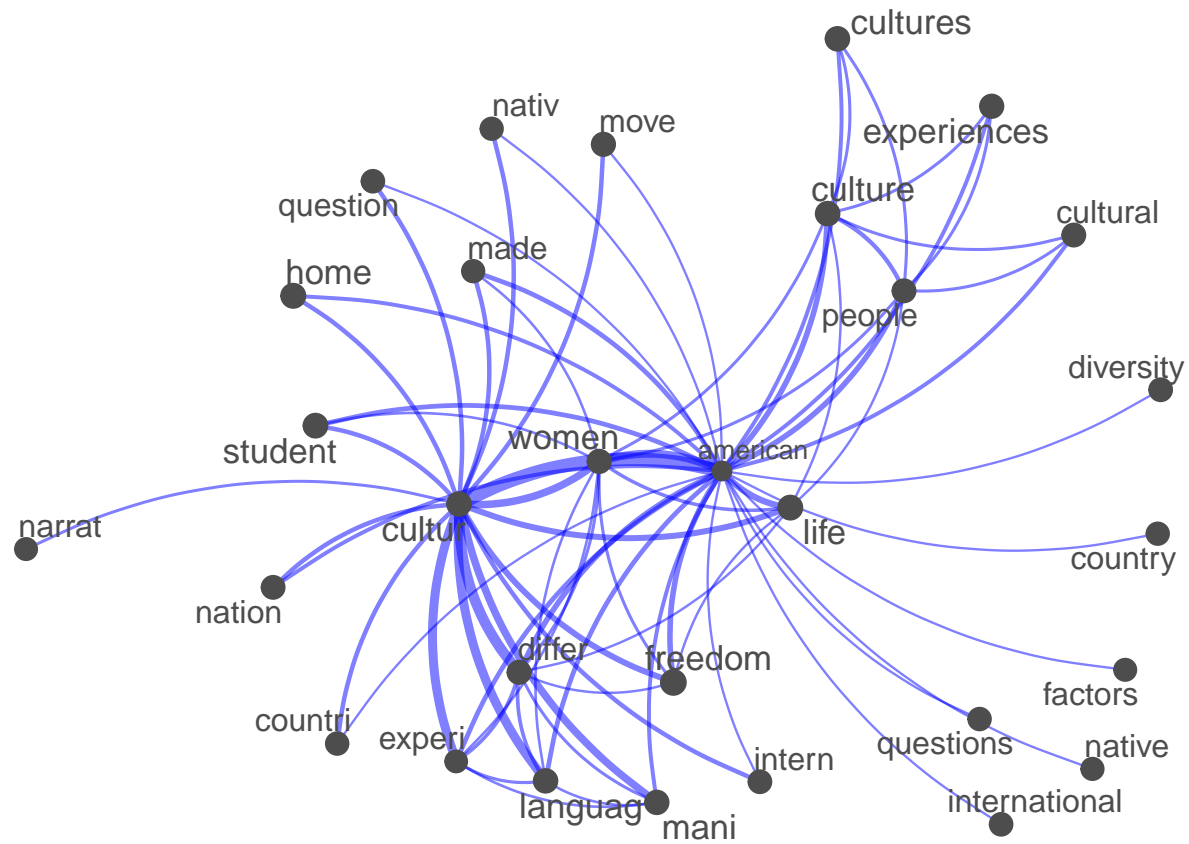 cultures
nativ
move
experiences
question
culture
cultural
made
home
people
diversity
women
american
student
narrat
cultur
life
country
nation
differ
freedom
factors
countri
experi
intern
questions
native
languag
mani
international